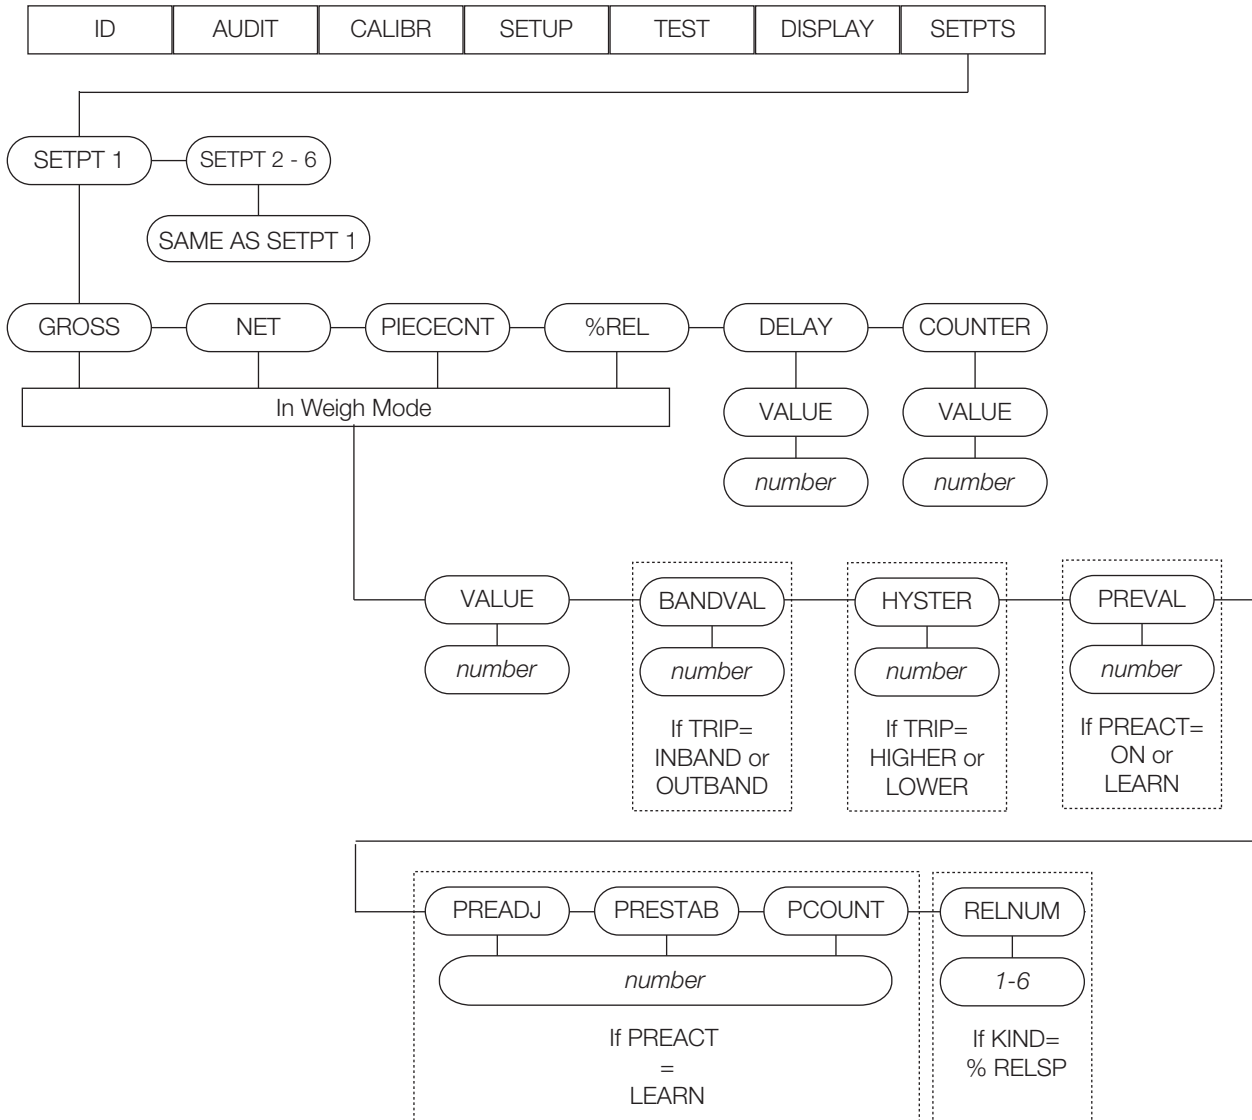 ID AUDIT CALIBR SETUP TEST DISPLAY SETPTS
SETPT 1 SETPT 2 - 6
SAME AS SETPT 1
GROSS NET PIECECNT %REL DELAY COUNTER
In Weigh Mode VALUE VALUE
number number
VALUE BANDVAL HYSTER PREVAL
number number number number
If TRIP=
INBAND or
OUTBAND
If TRIP=
HIGHER or
LOWER
If PREACT=
ON or
LEARN
PREADJ PRESTAB PCOUNT RELNUM
number 1-6
If PREACT
=
LEARN
If KIND=
% RELSP